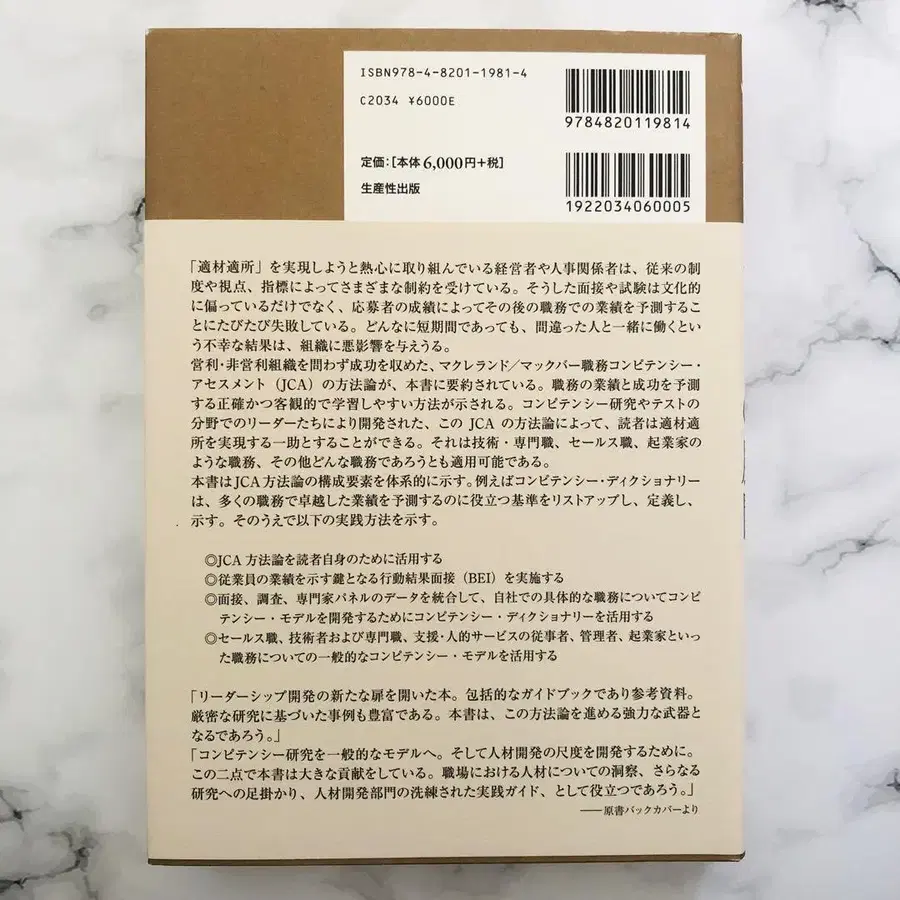 ISBN978-4-8201-1981-4
C2034 ¥6000E
定価:[本体6,000円+税]
生産性出版
9784820119814
1922034060005
「適材適所」を実現しようと熱心に取り組んでいる経営者や人事関係者は、従来の制
度や視点、指標によってさまざまな制約を受けている。そうした面接や試験は文化的
に偏っているだけでなく、応募者の成績によってその後の職務での業績を予測するこ
とにたびたび失敗している。どんなに短期間であっても、間違った人と一緒に働くとい
う不幸な結果は、組織に悪影響を与えうる。
営利・非営利組織を問わず成功を収めた、マクレランド／マックバー職務コンピテンシー・
アセスメント（JCA）の方法論が、本書に要約されている。職務の業績と成功を予測
する正確かつ客観的で学習しやすい方法が示される。コンピテンシー研究やテストの
分野でのリーダーたちにより開発された、このJCAの方法論によって、読者は適材適
所を実現する一助とすることができる。それは技術・専門職、セールス職、起業家の
ような職務、その他どんな職務であろうとも適用可能である。
本書はJCA方法論の構成要素を体系的に示す。例えばコンピテンシー・ディクショナリー
は、多くの職務で卓越した業績を予測するのに役立つ基準をリストアップし、定義し、
示す。そのうえで以下の実践方法を示す。
◎JCA方法論を読者自身のために活用する
◎従業員の業績を示す鍵となる行動結果面接（BEI）を実施する
◎面接、調査、専門家パネルのデータを統合して、自社での具体的な職務についてコンピ
テンシー・モデルを開発するためにコンピテンシー・ディクショナリーを活用する
◎セールス職、技術者および専門職、支援・人的サービスの従事者、管理者、起業家といっ
た職務についての一般的なコンピテンシー・モデルを活用する
「リーダーシップ開発の新たな扉を開いた本。包括的なガイドブックであり参考資料。
厳密な研究に基づいた事例も豊富である。本書は、この方法論を進める強力な武器と
なるであろう。」
「コンピテンシー研究を一般的なモデルへ。そして人材開発の尺度を開発するために。
この二点で本書は大きな貢献をしている。職場における人材についての洞察、さらなる
研究への足掛かり、人材開発部門の洗練された実践ガイド、として役立つであろう。」
——原書バックカバーより